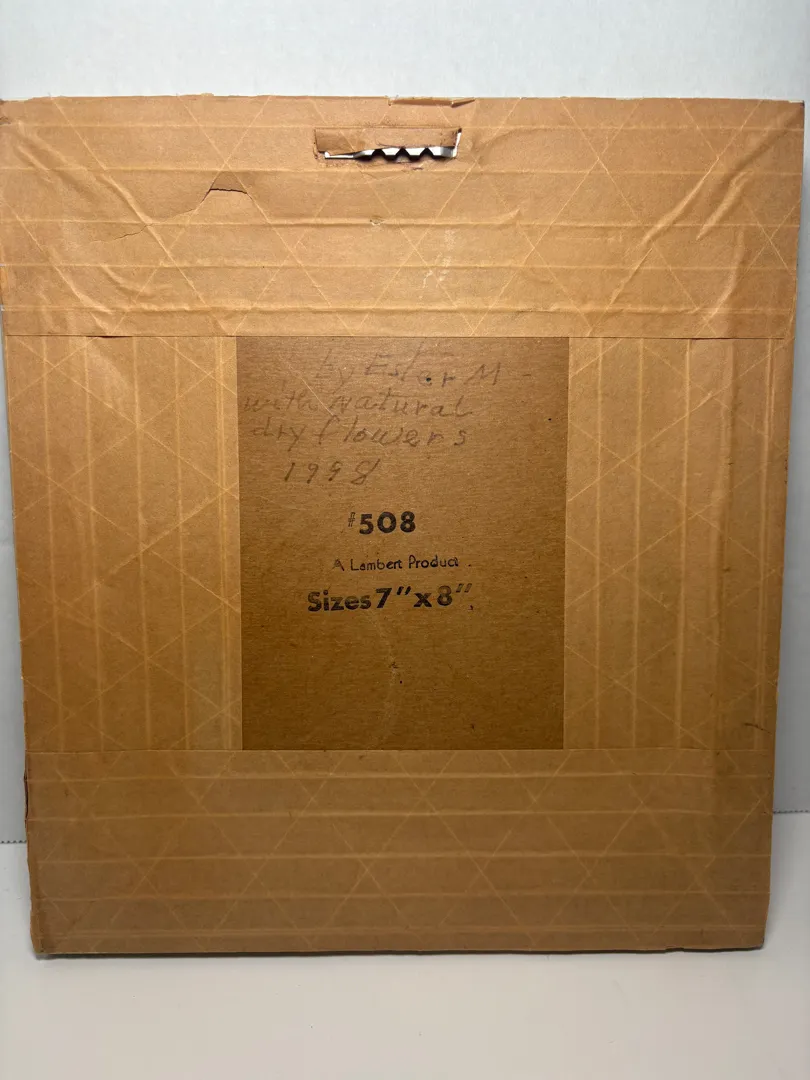 by Ester M -
with natural
dry flowers
1998
#508
A Lambert Product
Sizes 7" x 8"